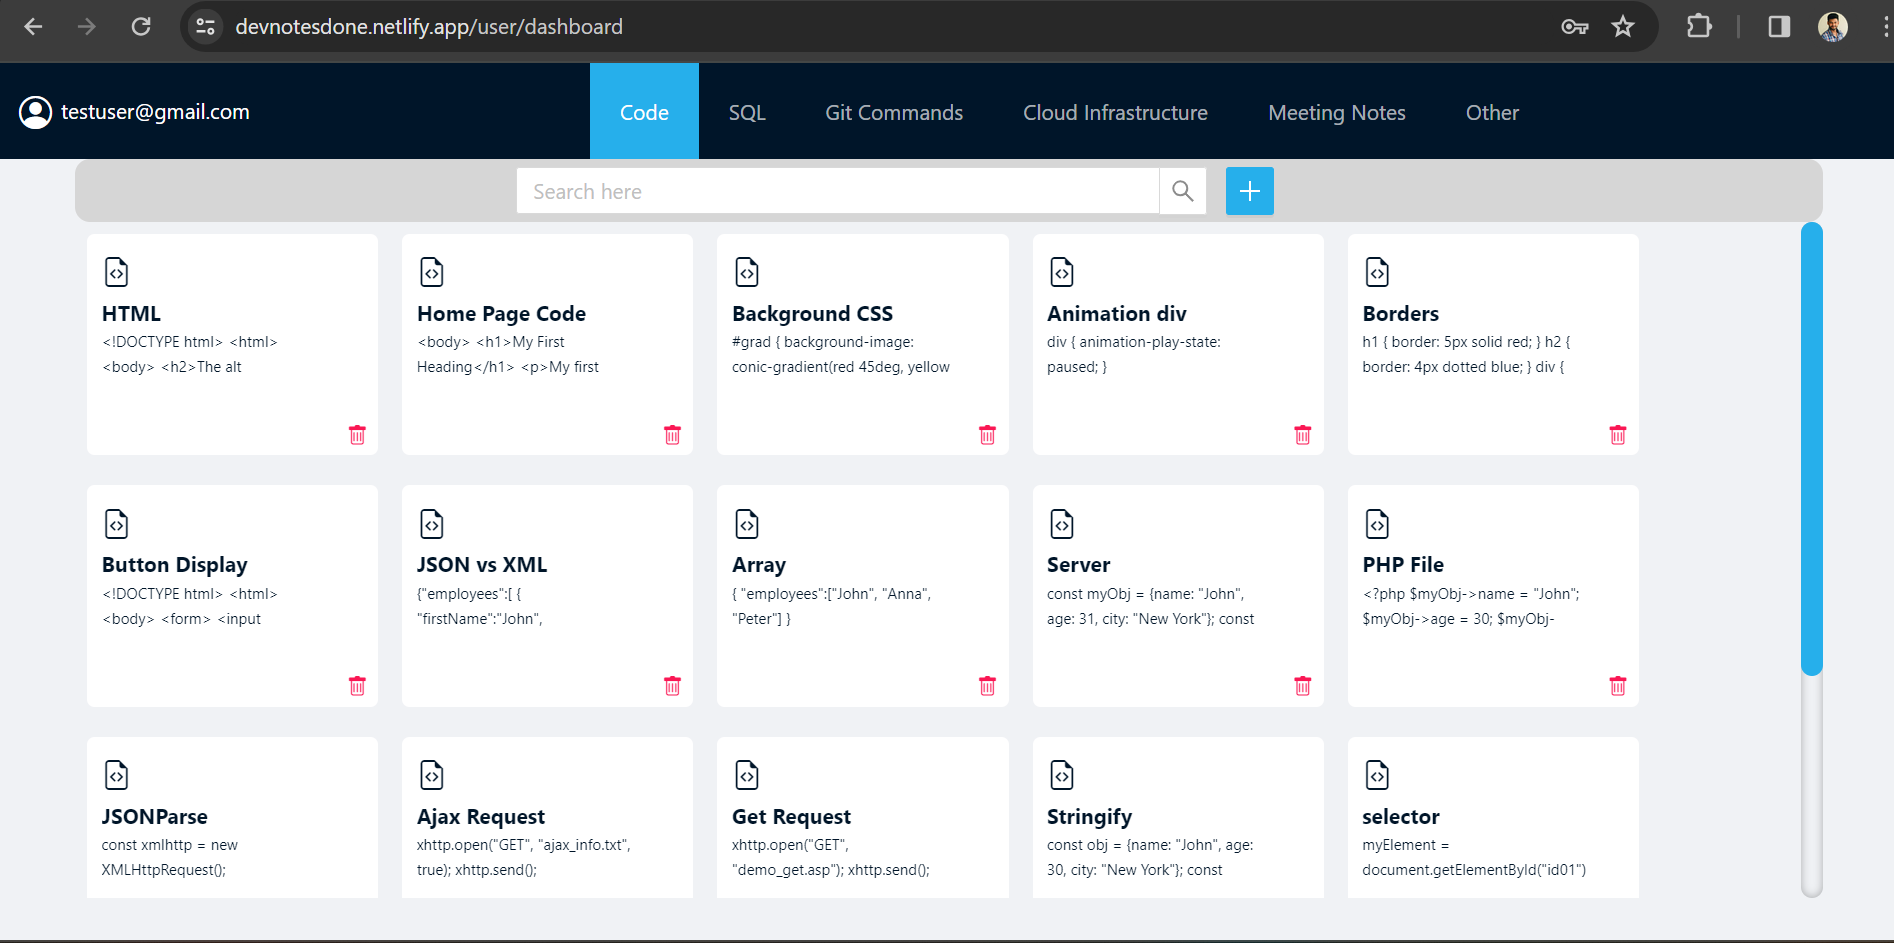 devnotesdone.netlify.app/user/dashboard
testuser@gmail.com
Code
SQL
Git Commands
Cloud Infrastructure
Meeting Notes
Other
Search here
HTML
<!DOCTYPE html> <html>
<body> <h2>The alt
Home Page Code
<body> <h1>My First
Heading</h1> <p>My first
Background CSS
#grad { background-image:
conic-gradient(red 45deg, yellow
Animation div
div { animation-play-state:
paused; }
Borders
h1 { border: 5px solid red; } h2 {
border: 4px dotted blue; } div {
Button Display
<!DOCTYPE html> <html>
<body> <form> <input
JSON vs XML
{"employees":[ {
"firstName":"John",
Array
{ "employees":["John", "Anna",
"Peter"] }
Server
const myObj = {name: "John",
age: 31, city: "New York"}; const
PHP File
<?php $myObj->name = "John";
$myObj->age = 30; $myObj-
JSONParse
const xmlhttp = new
XMLHttpRequest();
Ajax Request
xhttp.open("GET", "ajax_info.txt",
true); xhttp.send();
Get Request
xhttp.open("GET",
"demo_get.asp"); xhttp.send();
Stringify
const obj = {name: "John", age:
30, city: "New York"}; const
selector
myElement =
document.getElementById("id01")